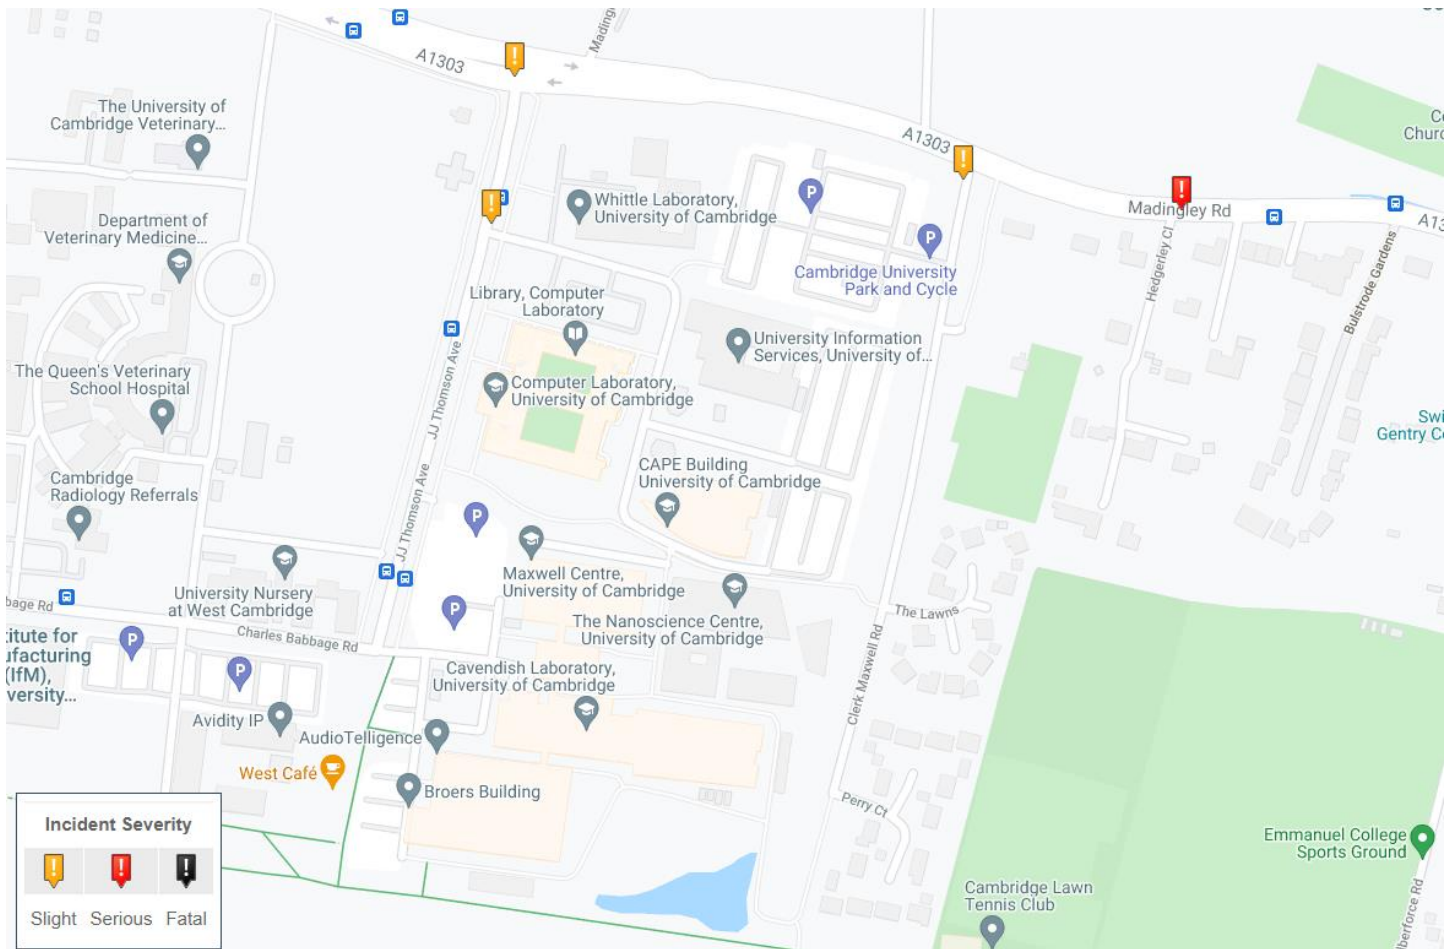 A1303
Madingley
The University of
Cambridge Veterinary...
A1303
Church
Whittle Laboratory,
University of Cambridge
P
Madingley Rd
Department of
Veterinary Medicine...
P
Cambridge University
Park and Cycle
Hedgerley Cl
Bulstrode Gardens
Library, Computer
Laboratory
University Information
Services, University of...
JJ Thomson Ave
The Queen's Veterinary
School Hospital
Computer Laboratory,
University of Cambridge
Gentry
CAPE Building
University of Cambridge
Cambridge
Radiology Referrals
JJ Thomson Ave
P
Maxwell Centre,
University of Cambridge
University Nursery
at West Cambridge
P
The Nanoscience Centre,
University of Cambridge
The Lawns
bage Rd
Charles Babbage Rd
titute for
ufacturing
(IfM),
versity...
P
P
Cavendish Laboratory,
University of Cambridge
Clerk Maxwell Rd
Avidity IP
AudioTelligence
West Café
Broers Building
Perry Ct
Incident Severity
Slight
Serious
Fatal
Emmanuel College
Sports Ground
Cambridge Lawn
Tennis Club
lberforce Rd